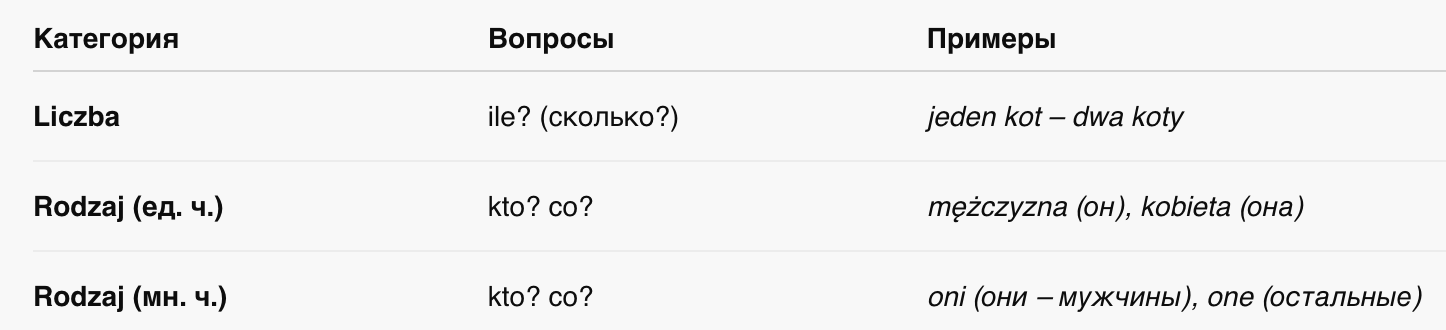 Категория Вопросы Примеры
Liczba ile? (сколько?) jeden kot – dwa koty
Rodzaj (ед. ч.) kto? co? mężczyzna (он), kobieta (она)
Rodzaj (мн. ч.) kto? co? oni (они – мужчины), one (остальные)